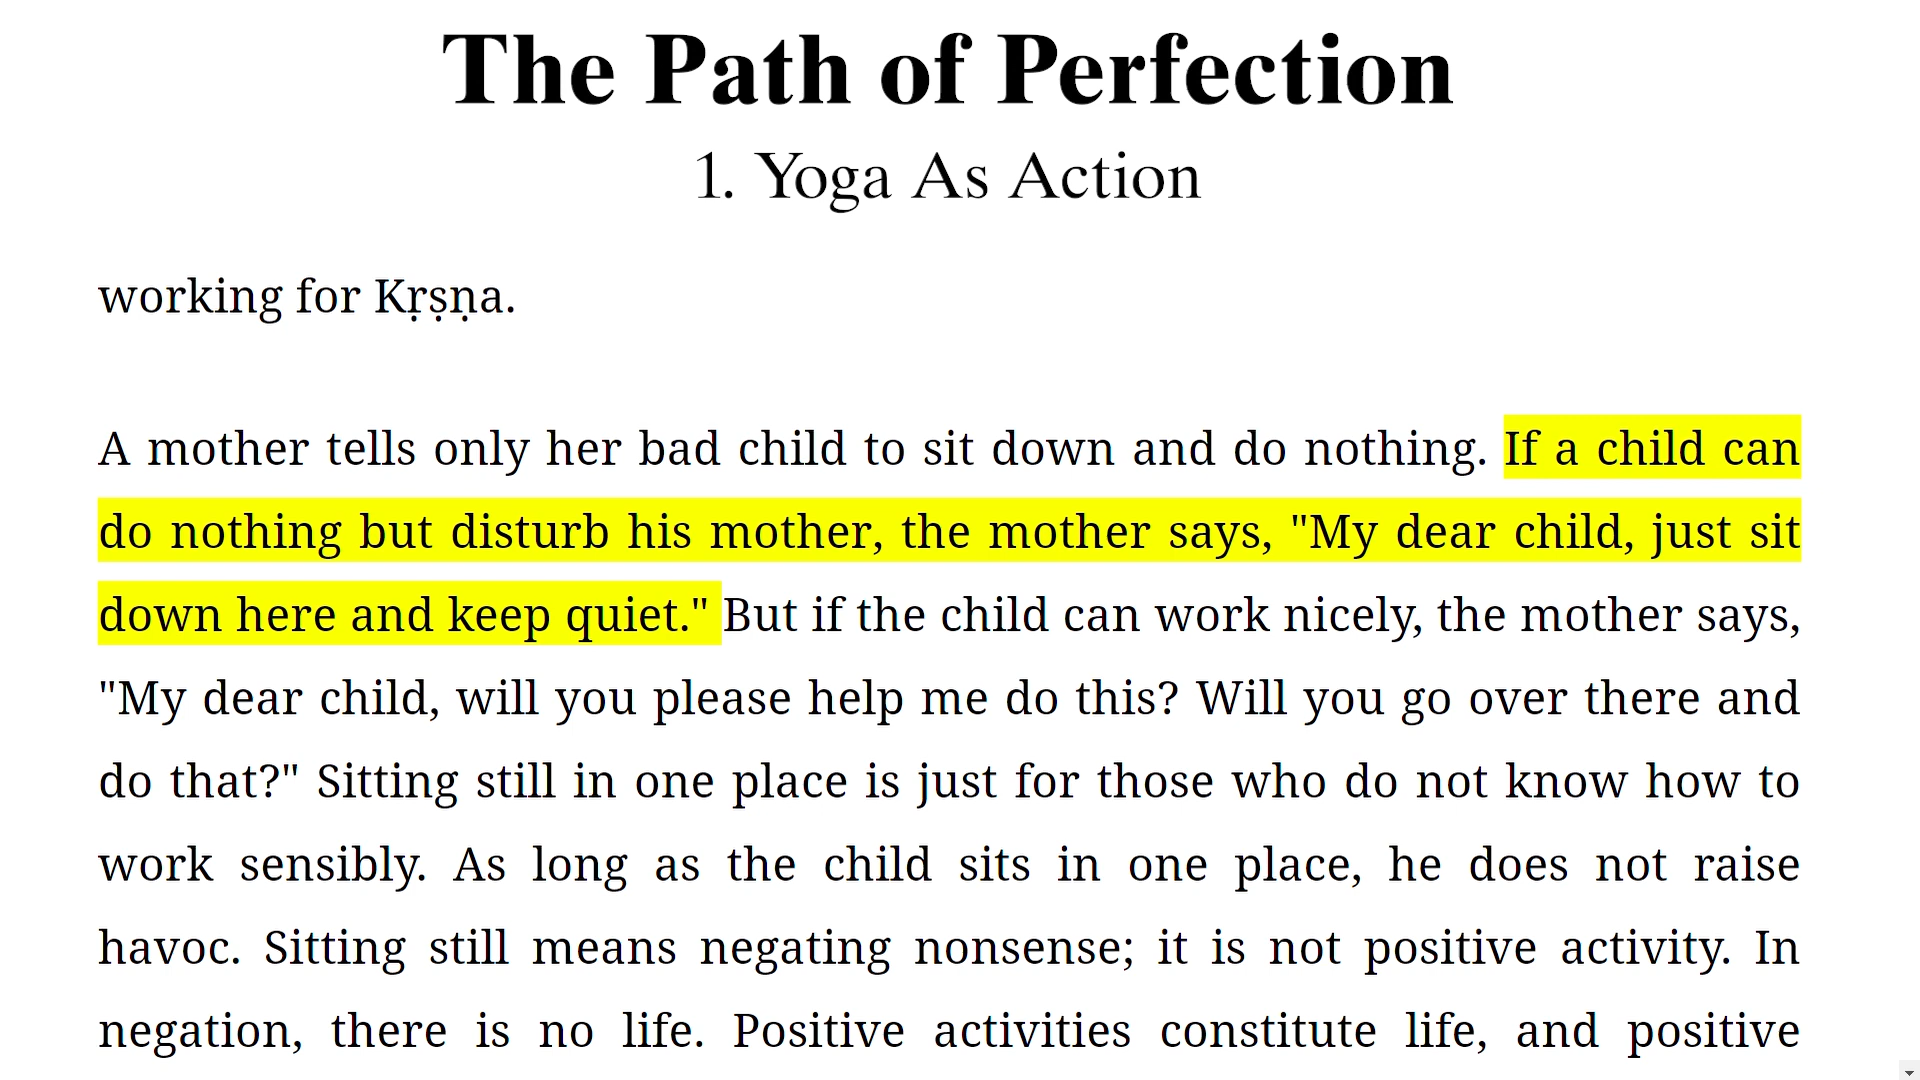 The Path of Perfection
1. Yoga As Action
working for Kṛṣṇa.
A mother tells only her bad child to sit down and do nothing. If a child can
do nothing but disturb his mother, the mother says, "My dear child, just sit
down here and keep quiet." But if the child can work nicely, the mother says,
"My dear child, will you please help me do this? Will you go over there and
do that?" Sitting still in one place is just for those who do not know how to
work sensibly. As long as the child sits in one place, he does not raise
havoc. Sitting still means negating nonsense; it is not positive activity. In
negation, there is no life. Positive activities constitute life, and positive